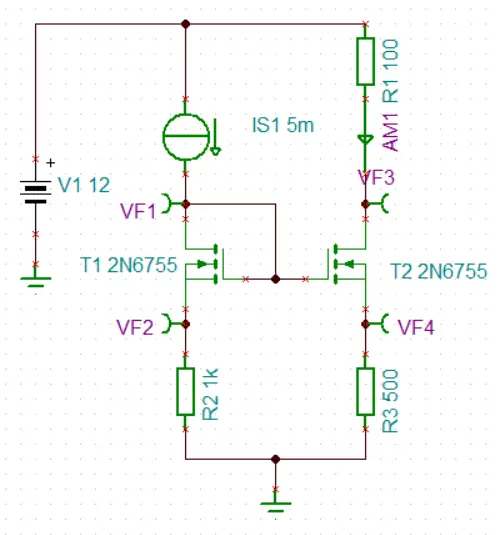 R1 100
IS1 5m
AM1
+
V1 12
VF3
VF1
T1 2N6755
T2 2N6755
VF2
VF4
R2 1k
R3 500